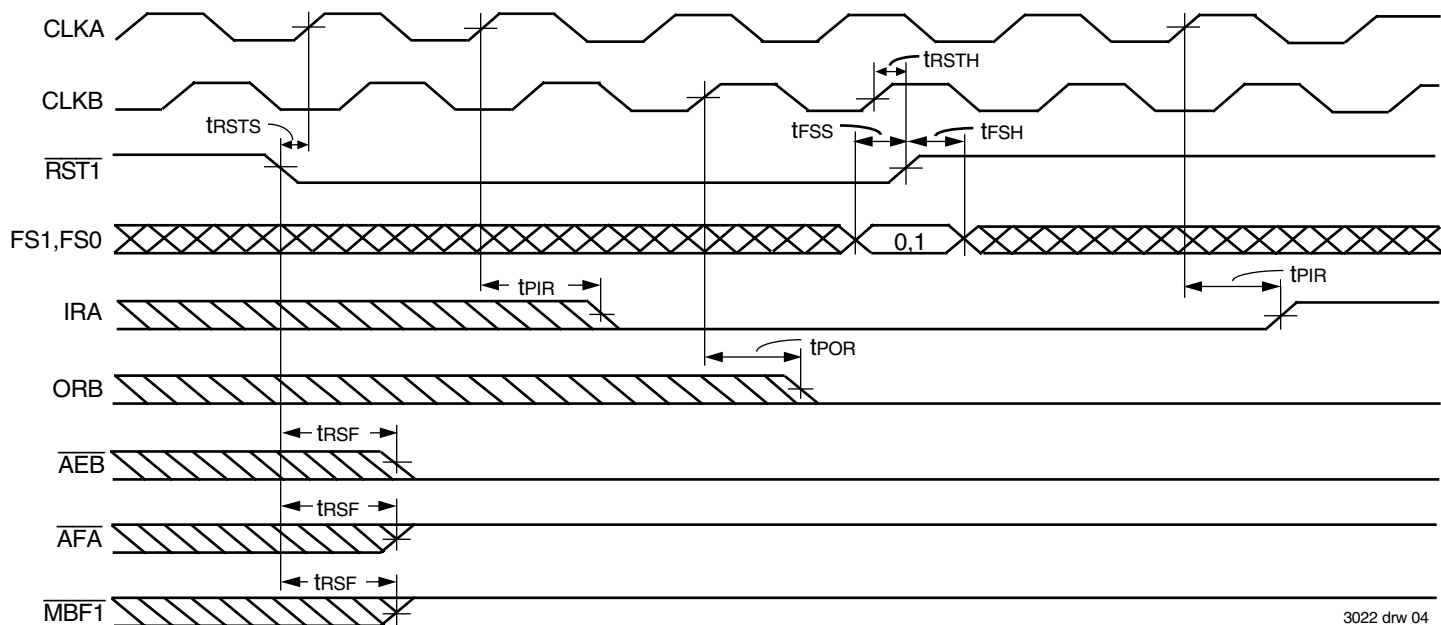 CLKA
tRSTH
CLKB
tRSTS
tFSS
tFSH
RST1
FS1,FS0
0,1
tPIR
tPIR
IRA
tPOR
ORB
tRSF
AEB
tRSF
AFA
tRSF
MBF1
3022 drw 04